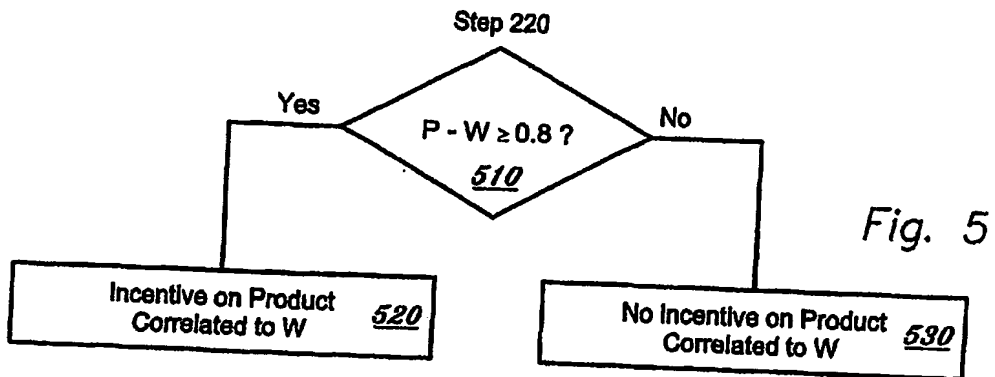 Step 220
Yes
P - W ≥ 0.8 ?
No
510
Fig. 5
Incentive on Product
Correlated to W
520
No Incentive on Product
Correlated to W
530